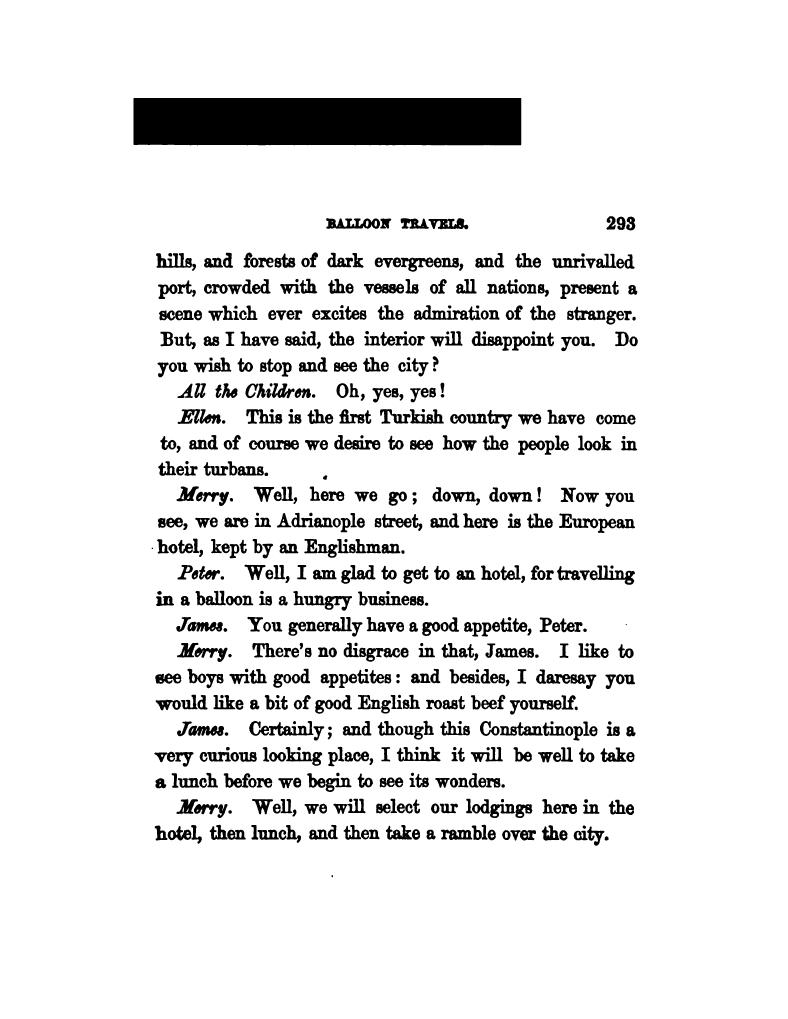 BALLOON TRAVELS. 293
hills, and forests of dark evergreens, and the unrivalled
port, crowded with the vessels of all nations, present a
scene which ever excites the admiration of the stranger.
But, as I have said, the interior will disappoint you. Do
you wish to stop and see the city?
All the Children. Oh, yes, yes!
Ellen. This is the first Turkish country we have come
to, and of course we desire to see how the people look in
their turbans.
Merry. Well, here we go; down, down! Now you
see, we are in Adrianople street, and here is the European
hotel, kept by an Englishman.
Peter. Well, I am glad to get to an hotel, for travelling
in a balloon is a hungry business.
James. You generally have a good appetite, Peter.
Merry. There's no disgrace in that, James. I like to
see boys with good appetites: and besides, I daresay you
would like a bit of good English roast beef yourself.
James. Certainly; and though this Constantinople is a
very curious looking place, I think it will be well to take
a lunch before we begin to see its wonders.
Merry. Well, we will select our lodgings here in the
hotel, then lunch, and then take a ramble over the city.